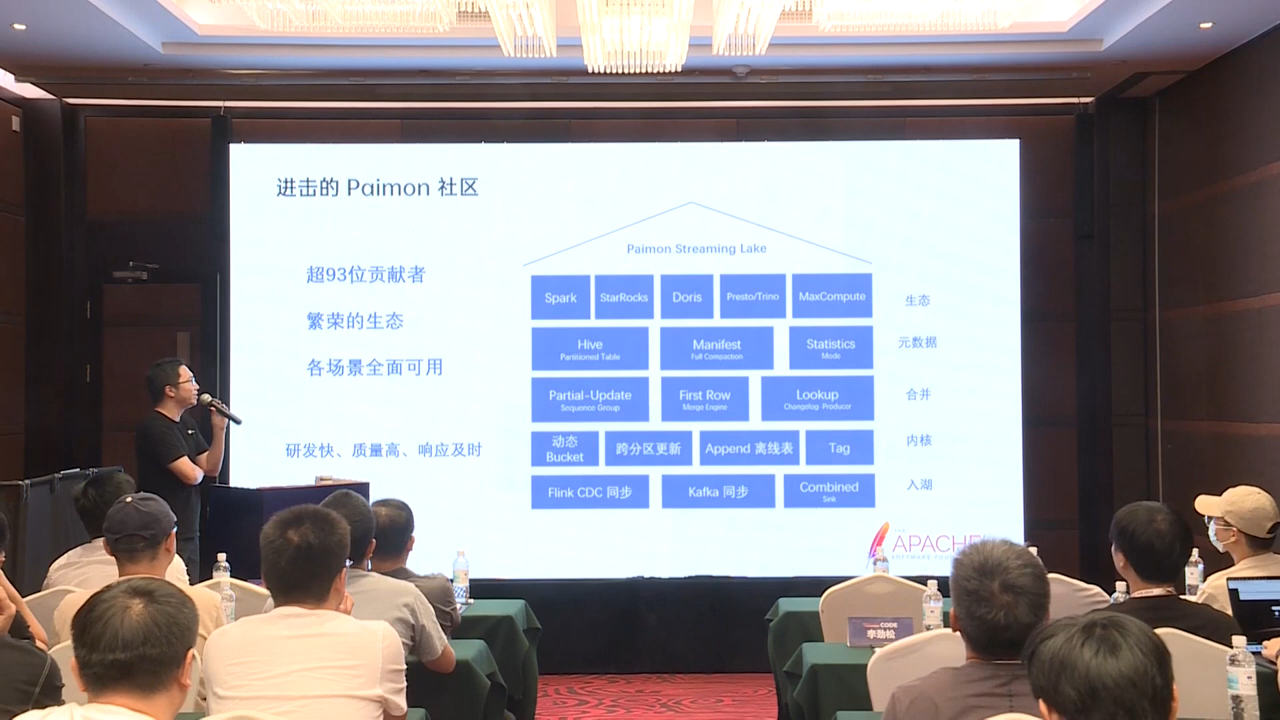 进击的 Paimon 社区
超93位贡献者
繁荣的生态
各场景全面可用
研发快、质量高、响应及时
Paimon Streaming Lake
Spark
StarRocks
Doris
Presto/Trino
MaxCompute
生态
Hive
Partitioned Table
Manifest
Full Compaction
Statistics
Mode
元数据
Partial-Update
Sequence Group
First Row
Merge Engine
Lookup
Changelog-Producer
合并
动态
Bucket
跨分区更新
Append 离线表
Tag
内核
Flink CDC 同步
Kafka 同步
Combined
Sink
入湖
THE
APACHE
CODE
李劲松